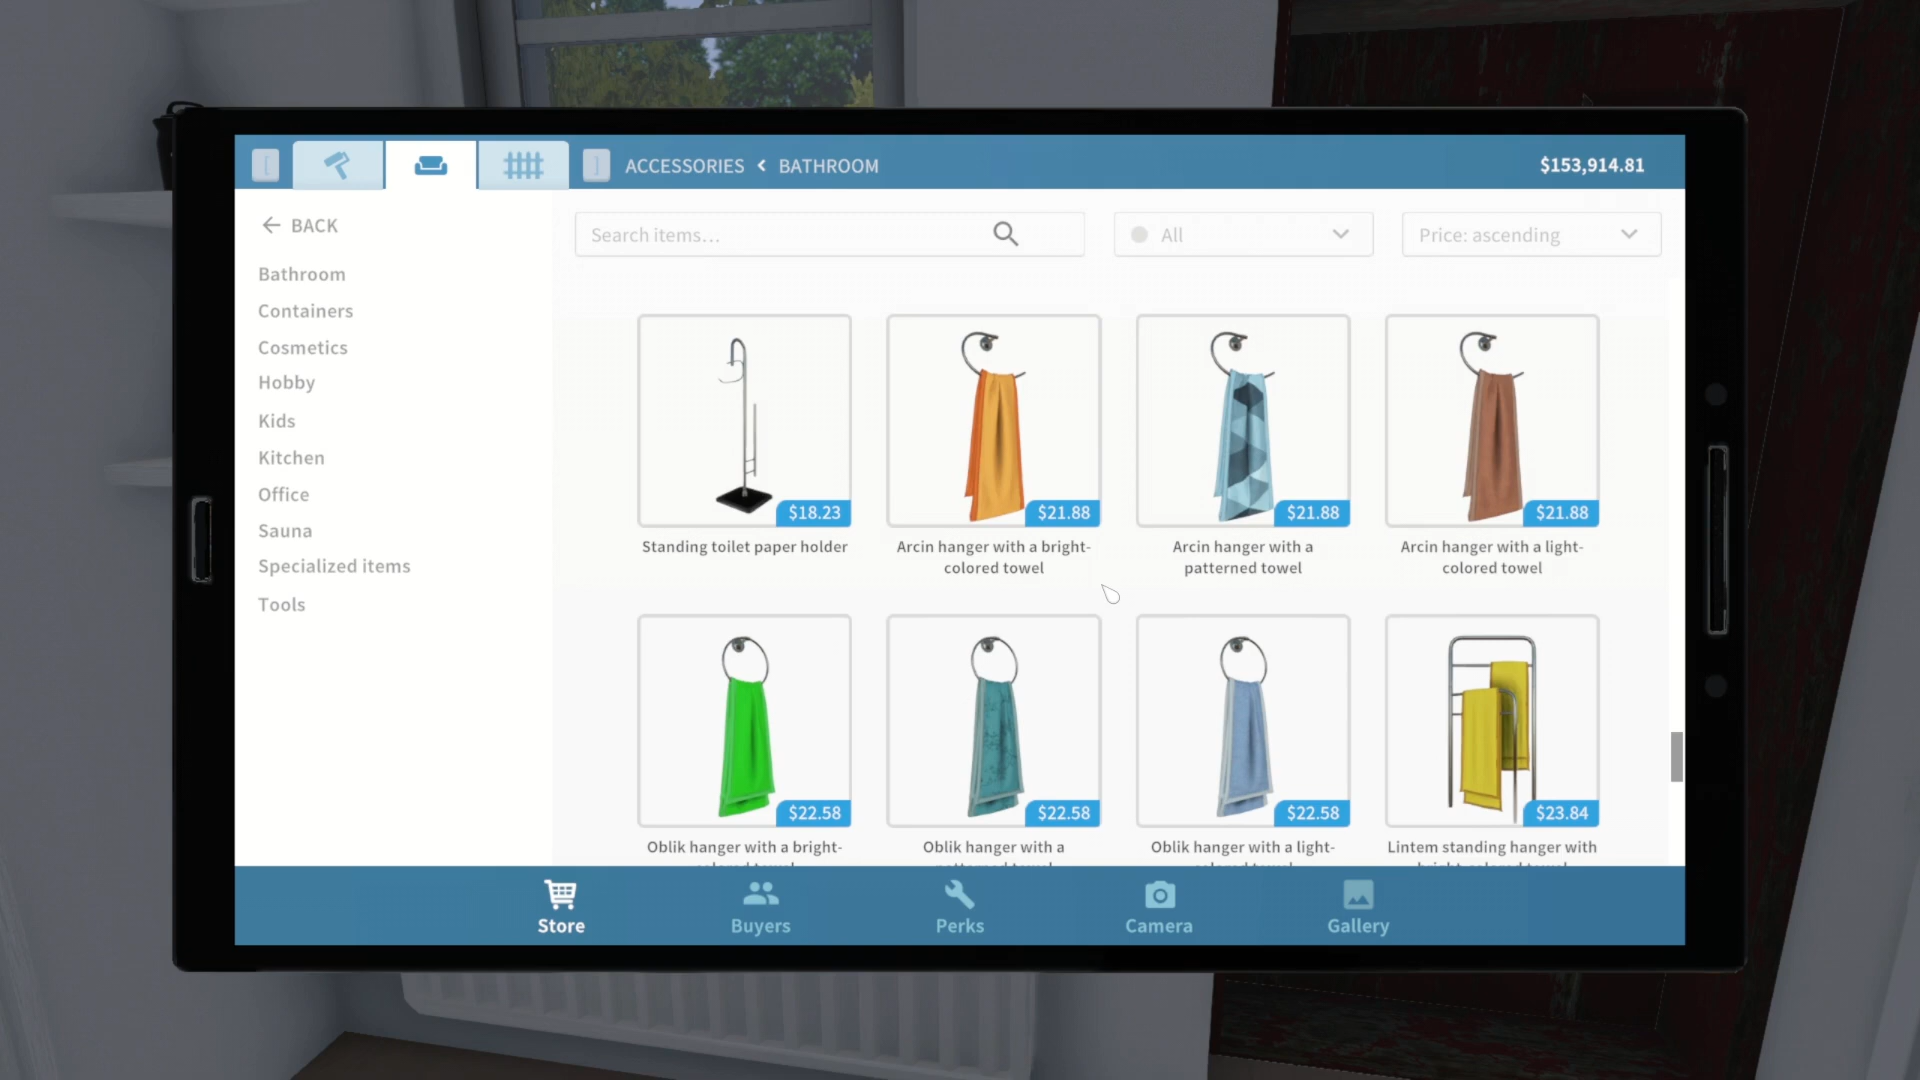 [ ] ACCESSORIES < BATHROOM $153,914.81
BACK
Search items...
All
Price: ascending
Bathroom
Containers
Cosmetics
Hobby
Kids
Kitchen
Office
Sauna
Specialized items
Tools
$18.23
$21.88
$21.88
$21.88
Standing toilet paper holder
Arcin hanger with a bright-
colored towel
Arcin hanger with a
patterned towel
Arcin hanger with a light-
colored towel
$22.58
$22.58
$22.58
$23.84
Oblik hanger with a bright-
Oblik hanger with a
Oblik hanger with a light-
Lintem standing hanger with
Store
Buyers
Perks
Camera
Gallery